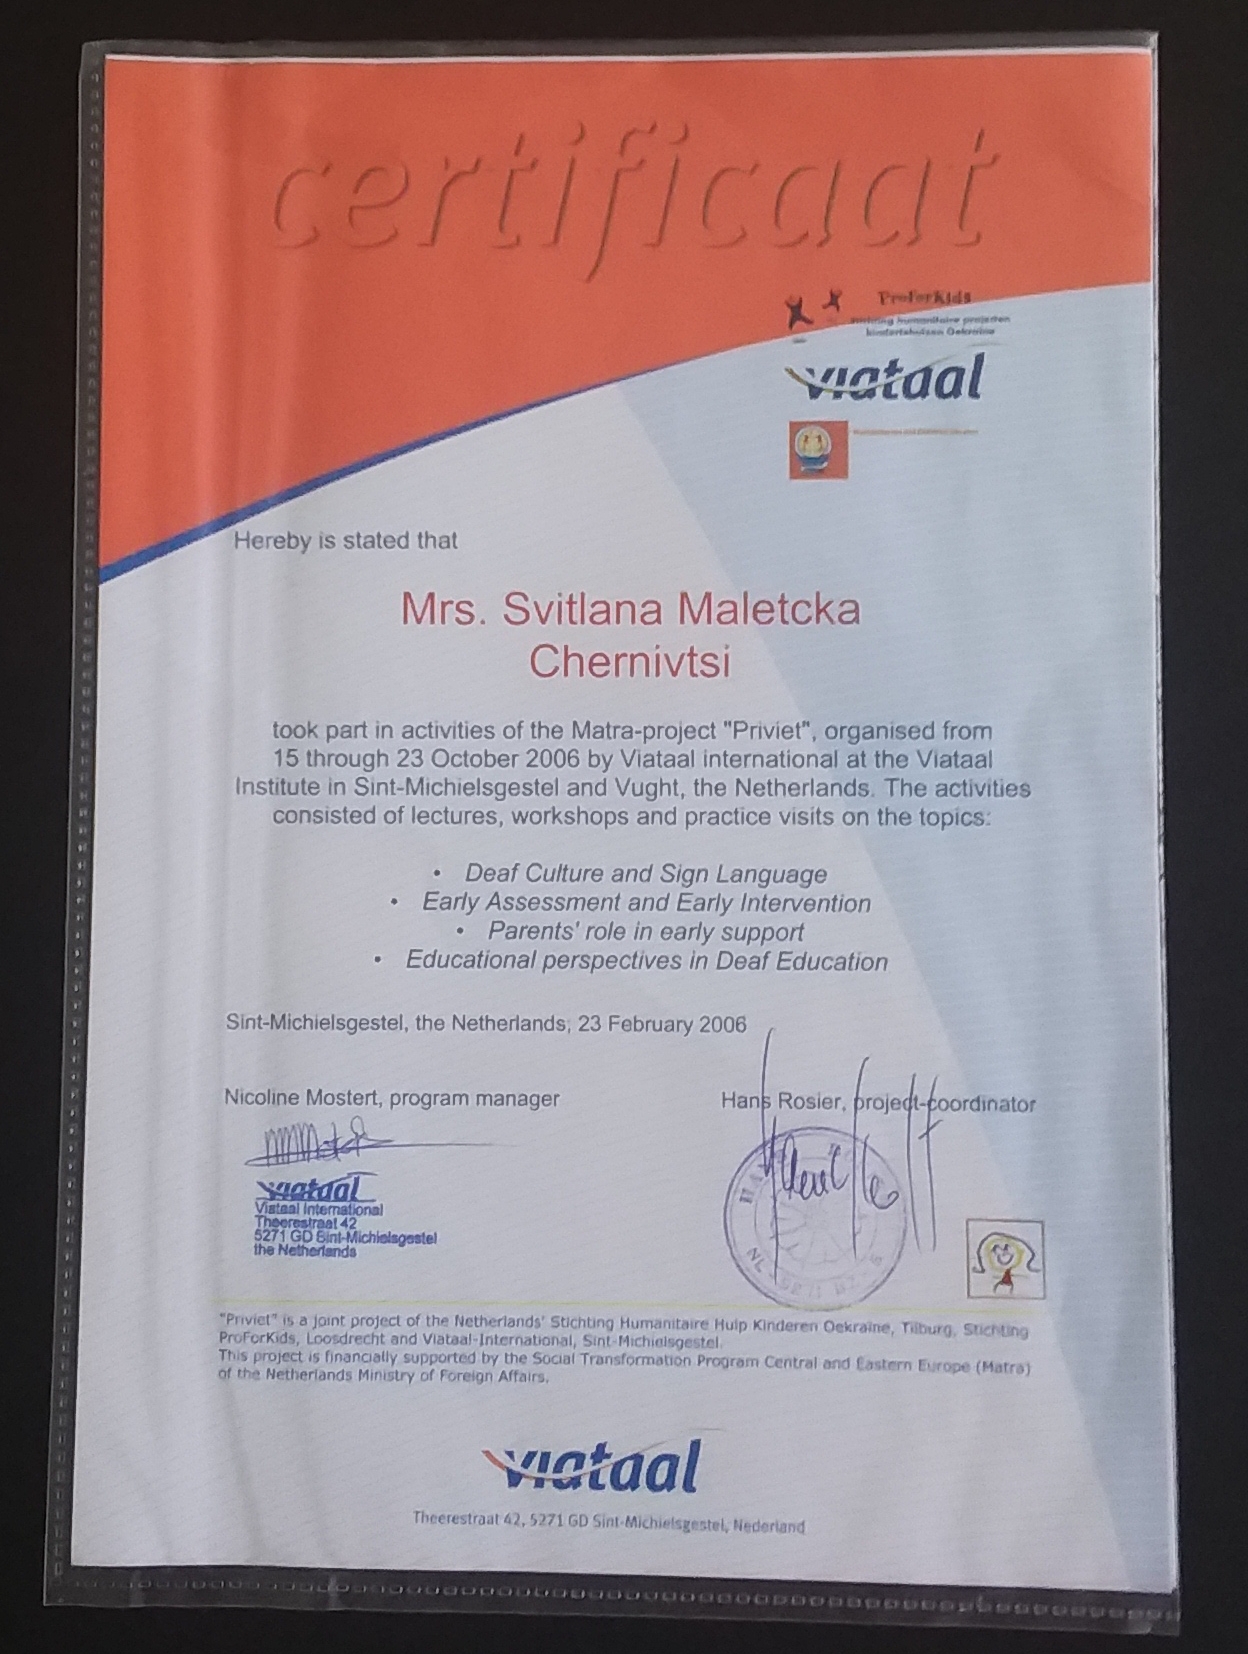 certificaat
ProForKids
Stichting humanitaire projecten
kindertehuizen Oekraine
viataal
Hereby is stated that
Mrs. Svitlana Maletcka
Chernivtsi
took part in activities of the Matra-project "Priviet", organised from
15 through 23 October 2006 by Viataal international at the Viataal
Institute in Sint-Michielsgestel and Vught, the Netherlands. The activities
consisted of lectures, workshops and practice visits on the topics:
• Deaf Culture and Sign Language
• Early Assessment and Early Intervention
• Parents' role in early support
• Educational perspectives in Deaf Education
Sint-Michielsgestel, the Netherlands, 23 February 2006
Nicoline Mostert, program manager
Hans Rosier, project-coordinator
viataal
Viataal International
Theerestraat 42
5271 GD Sint-Michielsgestel
the Netherlands
"Priviet" is a joint project of the Netherlands' Stichting Humanitaire Hulp Kinderen Oekraïne, Tilburg, Stichting
ProForKids, Loosdrecht and Viataal-International, Sint-Michielsgestel.
This project is financially supported by the Social Transformation Program Central and Eastern Europe (Matra)
of the Netherlands Ministry of Foreign Affairs.
viataal
Theerestraat 42, 5271 GD Sint-Michielsgestel, Nederland